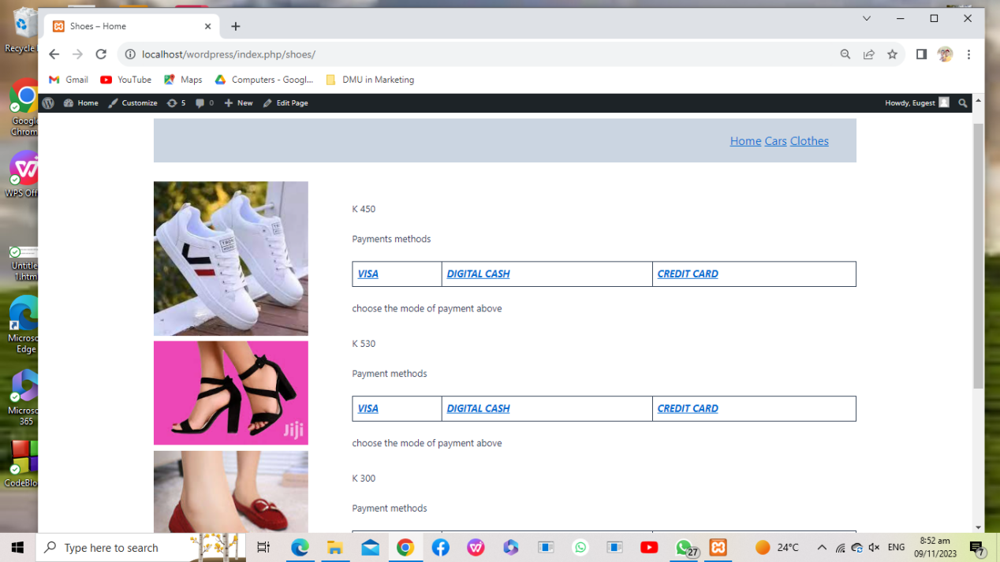 Recycle
Shoes – Home
localhost/wordpress/index.php/shoes/
Gmail YouTube Maps Computers - Googl... DMU in Marketing
Home Customize 5 0 New Edit Page Howdy, Eugest
Google
Chrom
Home Cars Clothes
WPS Off
K 450
Payments methods
VISA DIGITAL CASH CREDIT CARD
choose the mode of payment above
Untitle
1.htm
Microso
Edge
K 530
Payment methods
VISA DIGITAL CASH CREDIT CARD
Jiji
choose the mode of payment above
Microso
365
K 300
Payment methods
CodeBlo
Type here to search
27
24°C
ENG
8:52 am
09/11/2023
7